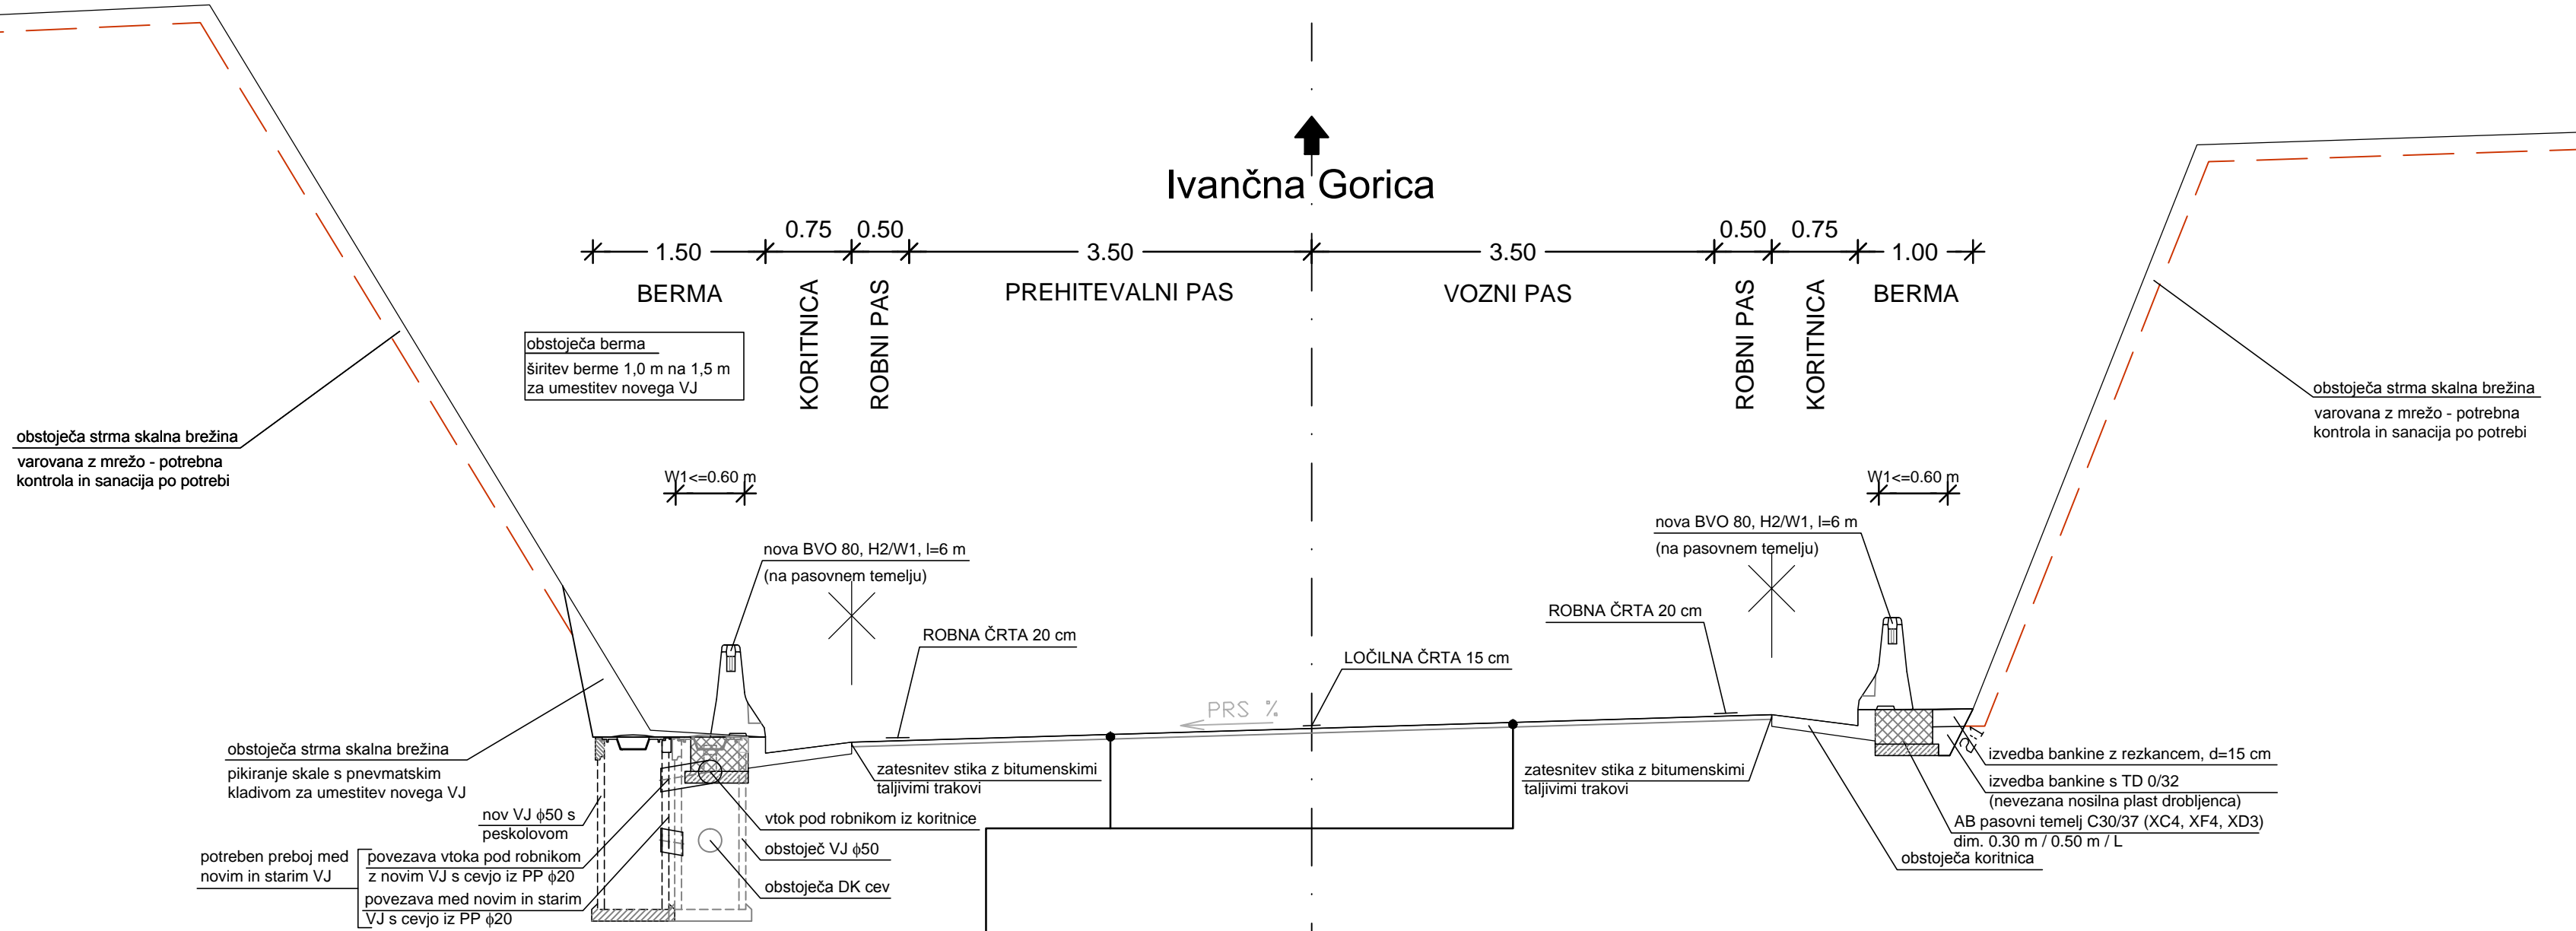 Ivančna Gorica
1.50
0.75
0.50
3.50
3.50
0.50
0.75
1.00
BERMA
KORITNICA
ROBNI PAS
PREHITEVALNI PAS
VOZNI PAS
ROBNI PAS
KORITNICA
BERMA
obstoječa berma
širitev berme 1,0 m na 1,5 m
za umestitev novega VJ
obstoječa strma skalna brežina
varovana z mrežo - potrebna
kontrola in sanacija po potrebi
obstoječa strma skalna brežina
varovana z mrežo - potrebna
kontrola in sanacija po potrebi
W1<=0.60 m
W1<=0.60 m
nova BVO 80, H2/W1, l=6 m
(na pasovnem temelju)
nova BVO 80, H2/W1, l=6 m
(na pasovnem temelju)
ROBNA ČRTA 20 cm
LOČILNA ČRTA 15 cm
ROBNA ČRTA 20 cm
PRS %
obstoječa strma skalna brežina
pikiranje skale s pnevmatskim
kladivom za umestitev novega VJ
nov VJ ϕ50 s
peskolovom
potreben preboj med
novim in starim VJ
povezava vtoka pod robnikom
z novim VJ s cevjo iz PP ϕ20
povezava med novim in starim
VJ s cevjo iz PP ϕ20
zatesnitev stika z bitumenskimi
taljivimi trakovi
vtok pod robnikom iz koritnice
obstoječ VJ ϕ50
obstoječa DK cev
zatesnitev stika z bitumenskimi
taljivimi trakovi
izvedba bankine z rezkancem, d=15 cm
izvedba bankine s TD 0/32
(nevezana nosilna plast drobljenca)
AB pasovni temelj C30/37 (XC4, XF4, XD3)
dim. 0.30 m / 0.50 m / L
obstoječa koritnica